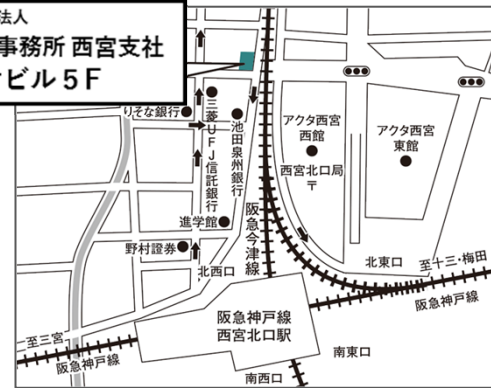 法人
事務所 西宮支社
ビル5F
りそな銀行
三菱UFJ信託銀行
池田泉州銀行
アクタ西宮
西館
アクタ西宮
東館
西宮北口局
〒
進学館
野村證券
北西口
阪急今津線
北東口
至十三・梅田
阪急神戸線
阪急神戸線
西宮北口駅
至三宮
阪急神戸線
南東口
南西口